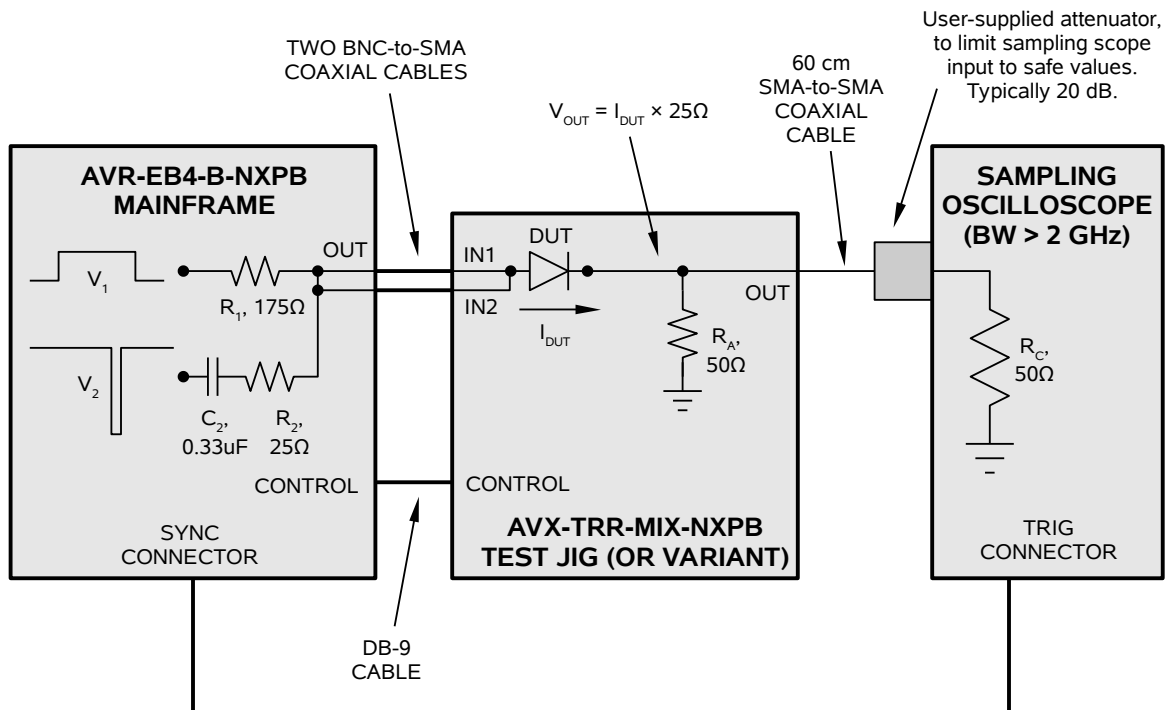 User-supplied attenuator,
to limit sampling scope
input to safe values.
Typically 20 dB.
TWO BNC-to-SMA
COAXIAL CABLES
60 cm
SMA-to-SMA
COAXIAL
CABLE
V_OUT = I_DUT × 25Ω
AVR-EB4-B-NXPB
MAINFRAME
OUT
V_1
R_1, 175Ω
V_2
C_2,
0.33uF
R_2,
25Ω
CONTROL
SYNC
CONNECTOR
DUT
IN1
IN2
I_DUT
OUT
R_A,
50Ω
CONTROL
AVX-TRR-MIX-NXPB
TEST JIG (OR VARIANT)
SAMPLING
OSCILLOSCOPE
(BW > 2 GHz)
R_C,
50Ω
TRIG
CONNECTOR
DB-9
CABLE